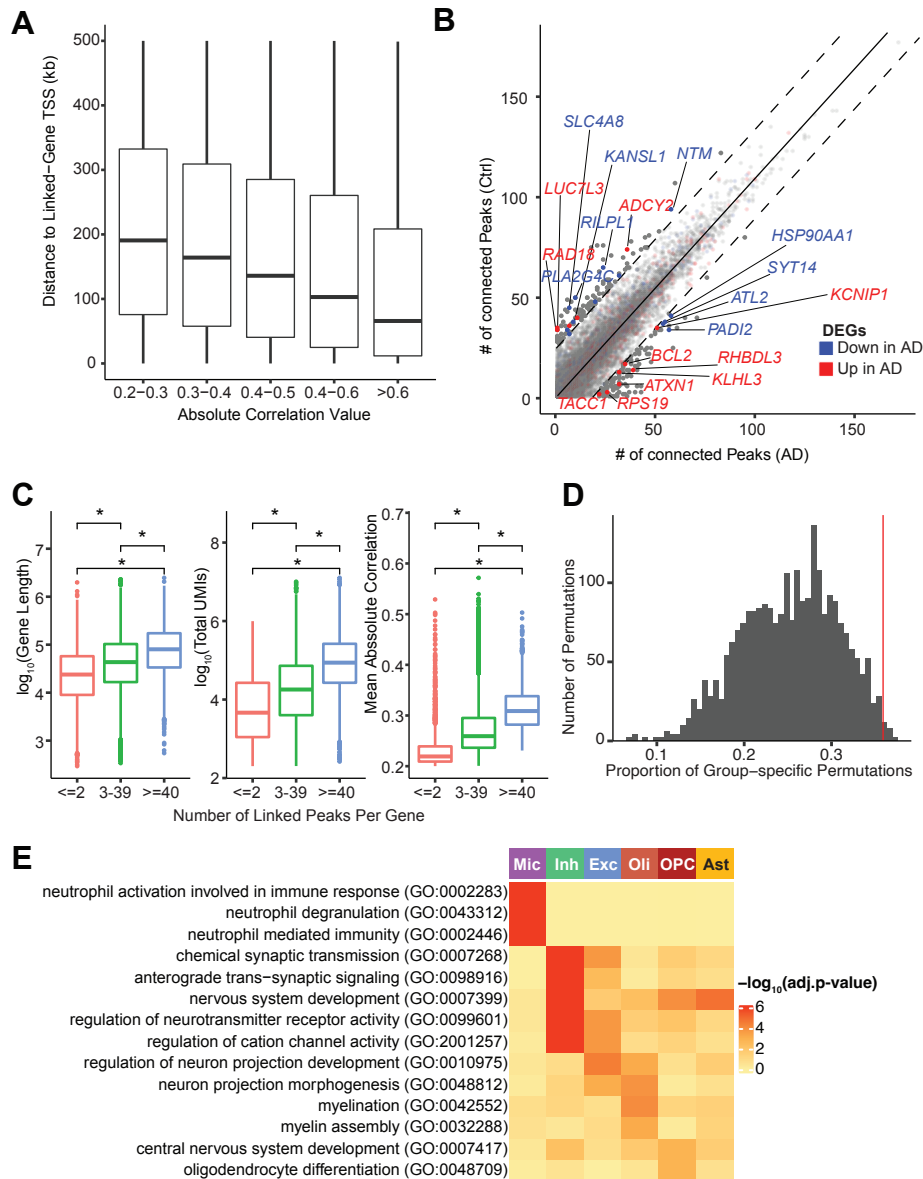 A
Distance to Linked−Gene TSS (kb)
500
400
300
200
100
0
0.2−0.3 0.3−0.4 0.4−0.5 0.4−0.6 >0.6
Absolute Correlation Value
B
# of connected Peaks (Ctrl)
150
100
50
0
0 50 100 150
# of connected Peaks (AD)
SLC4A8
KANSL1
NTM
LUC7L3
ADCY2
RILPL1
RAD18
PLA2G4C
HSP90AA1
SYT14
ATL2
KCNIP1
PADI2
BCL2
RHBDL3
KLHL3
ATXN1
TACC1
RPS19
DEGs
Down in AD
Up in AD
C
log10(Gene Length)
7
6
5
4
3
* * *
<=2 3-39 >=40
log10(Total UMIs)
8
6
4
2
* * *
<=2 3-39 >=40
Mean Absolute Correlation
0.7
0.6
0.5
0.4
0.3
0.2
* * *
<=2 3-39 >=40
Number of Linked Peaks Per Gene
D
Number of Permutations
100
50
0
0.1 0.2 0.3
Proportion of Group−specific Permutations
E
Mic Inh Exc Oli OPC Ast
neutrophil activation involved in immune response (GO:0002283)
neutrophil degranulation (GO:0043312)
neutrophil mediated immunity (GO:0002446)
chemical synaptic transmission (GO:0007268)
anterograde trans−synaptic signaling (GO:0098916)
nervous system development (GO:0007399)
regulation of neurotransmitter receptor activity (GO:0099601)
regulation of cation channel activity (GO:2001257)
regulation of neuron projection development (GO:0010975)
neuron projection morphogenesis (GO:0048812)
myelination (GO:0042552)
myelin assembly (GO:0032288)
central nervous system development (GO:0007417)
oligodendrocyte differentiation (GO:0048709)
−log10(adj.p-value)
6
4
2
0